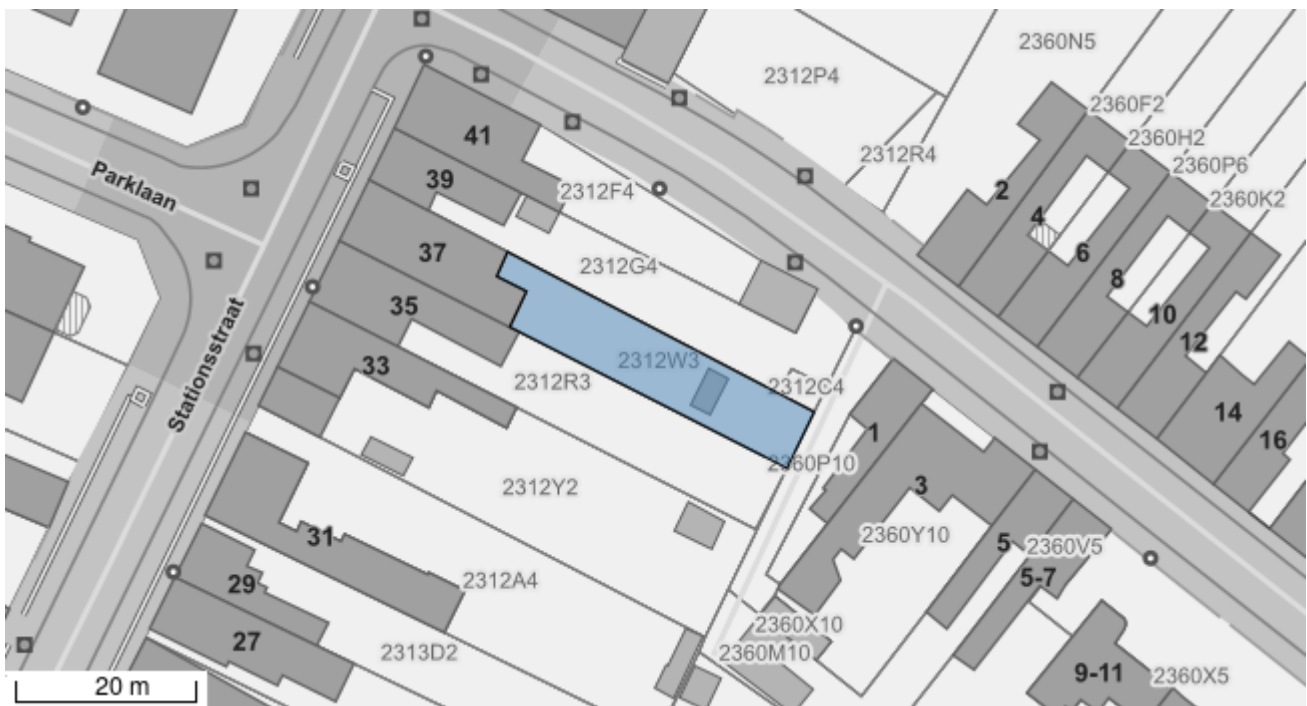 2360N5
2312P4
2360F2
2360H2
2312R4
2360P6
2360K2
41
39
2312F4
2
4
6
8
10
12
Parklaan
37
2312G4
35
33
Stationsstraat
2312W3
2312R3
2312C4
1
2360P10
3
14
16
2312Y2
2360Y10
5
2360V5
5-7
31
29
2312A4
27
2313D2
2360X10
2360M10
9-11
2360X5
20 m